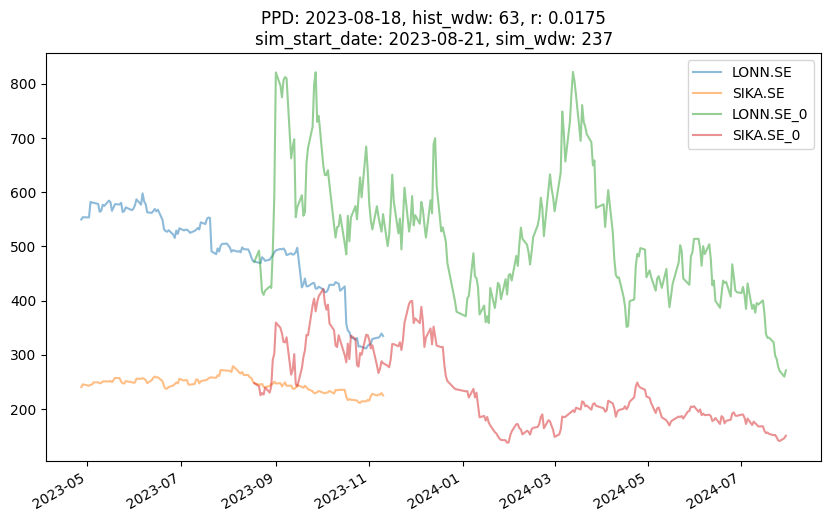 PPD: 2023-08-18, hist_wdw: 63, r: 0.0175
sim_start_date: 2023-08-21, sim_wdw: 237
LONN.SE
SIKA.SE
LONN.SE_0
SIKA.SE_0
800
700
600
500
400
300
200
2023-05
2023-07
2023-09
2023-11
2024-01
2024-03
2024-05
2024-07